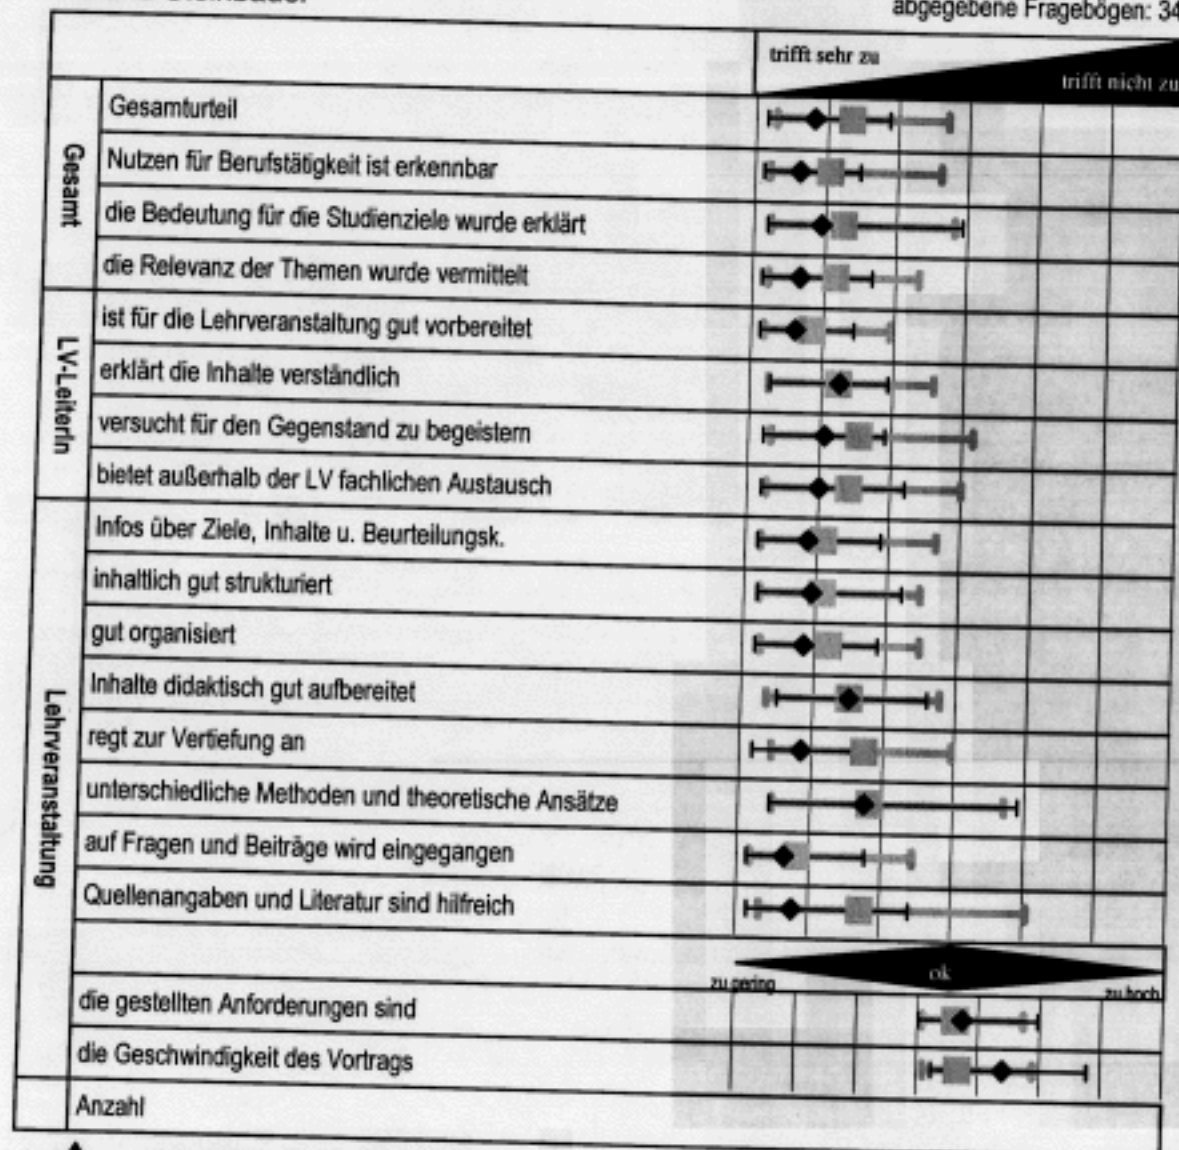 abgegebene Fragebögen: 34
trifft sehr zu
trifft nicht zu
Gesamt
Gesamturteil
Nutzen für Berufstätigkeit ist erkennbar
die Bedeutung für die Studienziele wurde erklärt
die Relevanz der Themen wurde vermittelt
LV-LeiterIn
ist für die Lehrveranstaltung gut vorbereitet
erklärt die Inhalte verständlich
versucht für den Gegenstand zu begeistern
bietet außerhalb der LV fachlichen Austausch
Lehrveranstaltung
Infos über Ziele, Inhalte u. Beurteilungsk.
inhaltlich gut strukturiert
gut organisiert
Inhalte didaktisch gut aufbereitet
regt zur Vertiefung an
unterschiedliche Methoden und theoretische Ansätze
auf Fragen und Beiträge wird eingegangen
Quellenangaben und Literatur sind hilfreich
zu gering
ok
zu hoch
die gestellten Anforderungen sind
die Geschwindigkeit des Vortrags
Anzahl